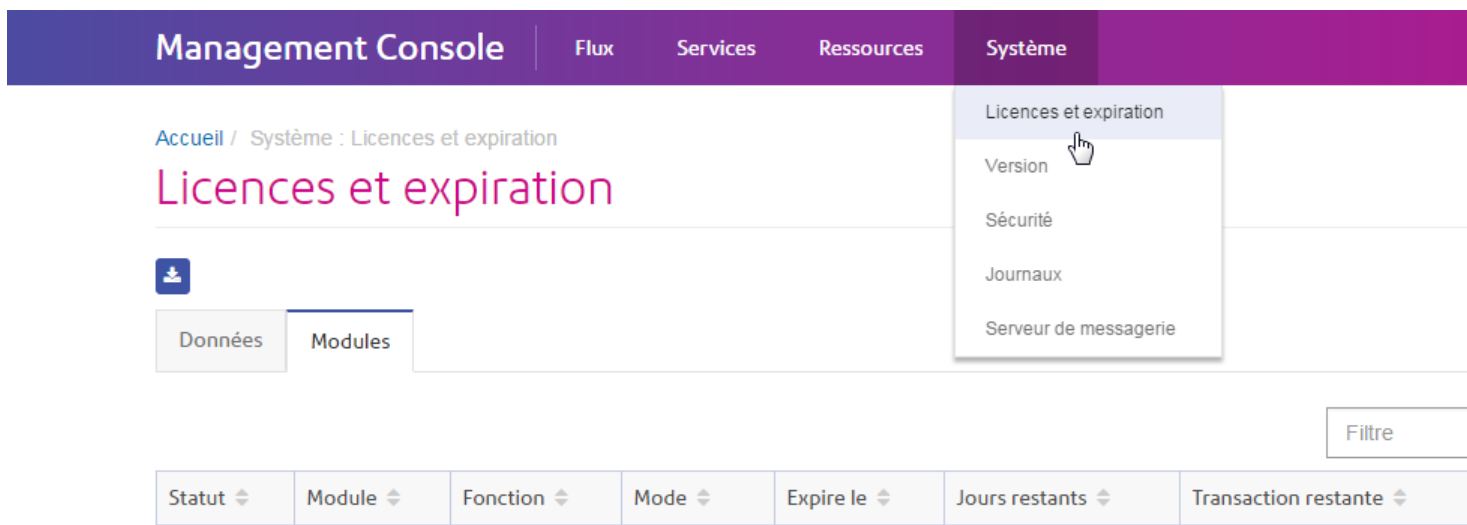 Management Console Flux Services Ressources Système
Licences et expiration
Version
Sécurité
Journaux
Serveur de messagerie
Accueil / Système : Licences et expiration
Licences et expiration
Données Modules
Filtre
Statut Module Fonction Mode Expire le Jours restants Transaction restante